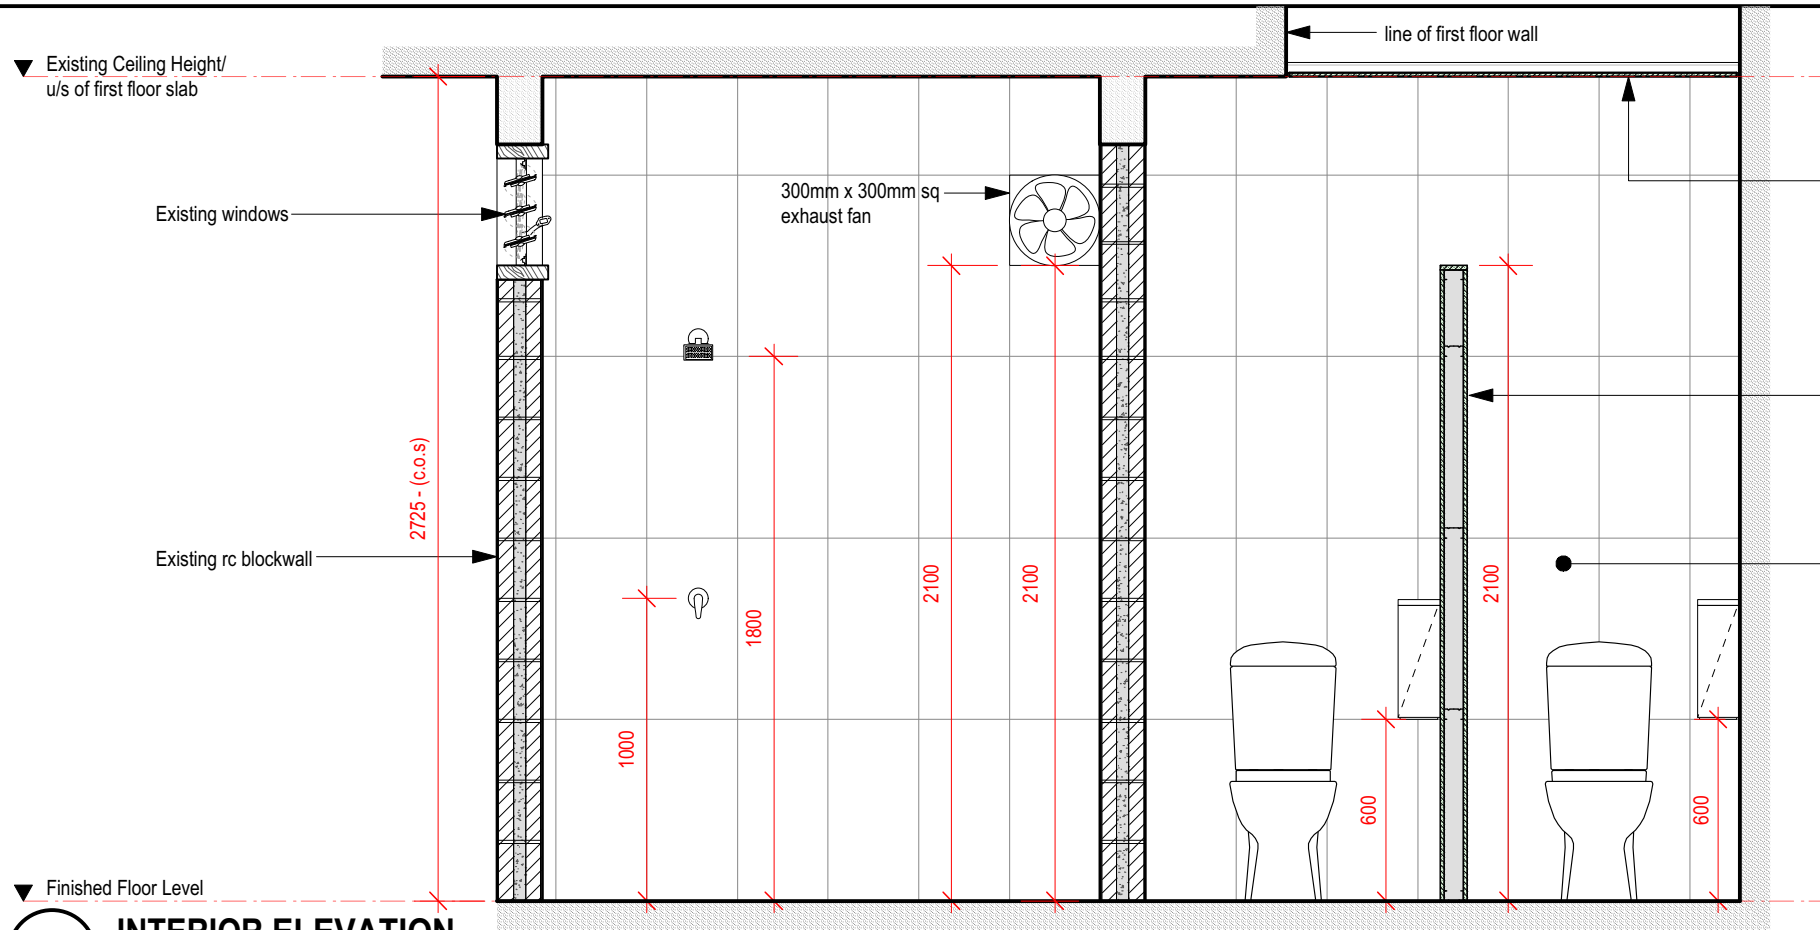 line of first floor wall
Existing Ceiling Height/
u/s of first floor slab
300mm x 300mm sq
exhaust fan
Existing windows
2725 - (c.o.s)
Existing rc blockwall
1000
1800
2100
2100
2100
600
600
Finished Floor Level
INTERIOR ELEVATION